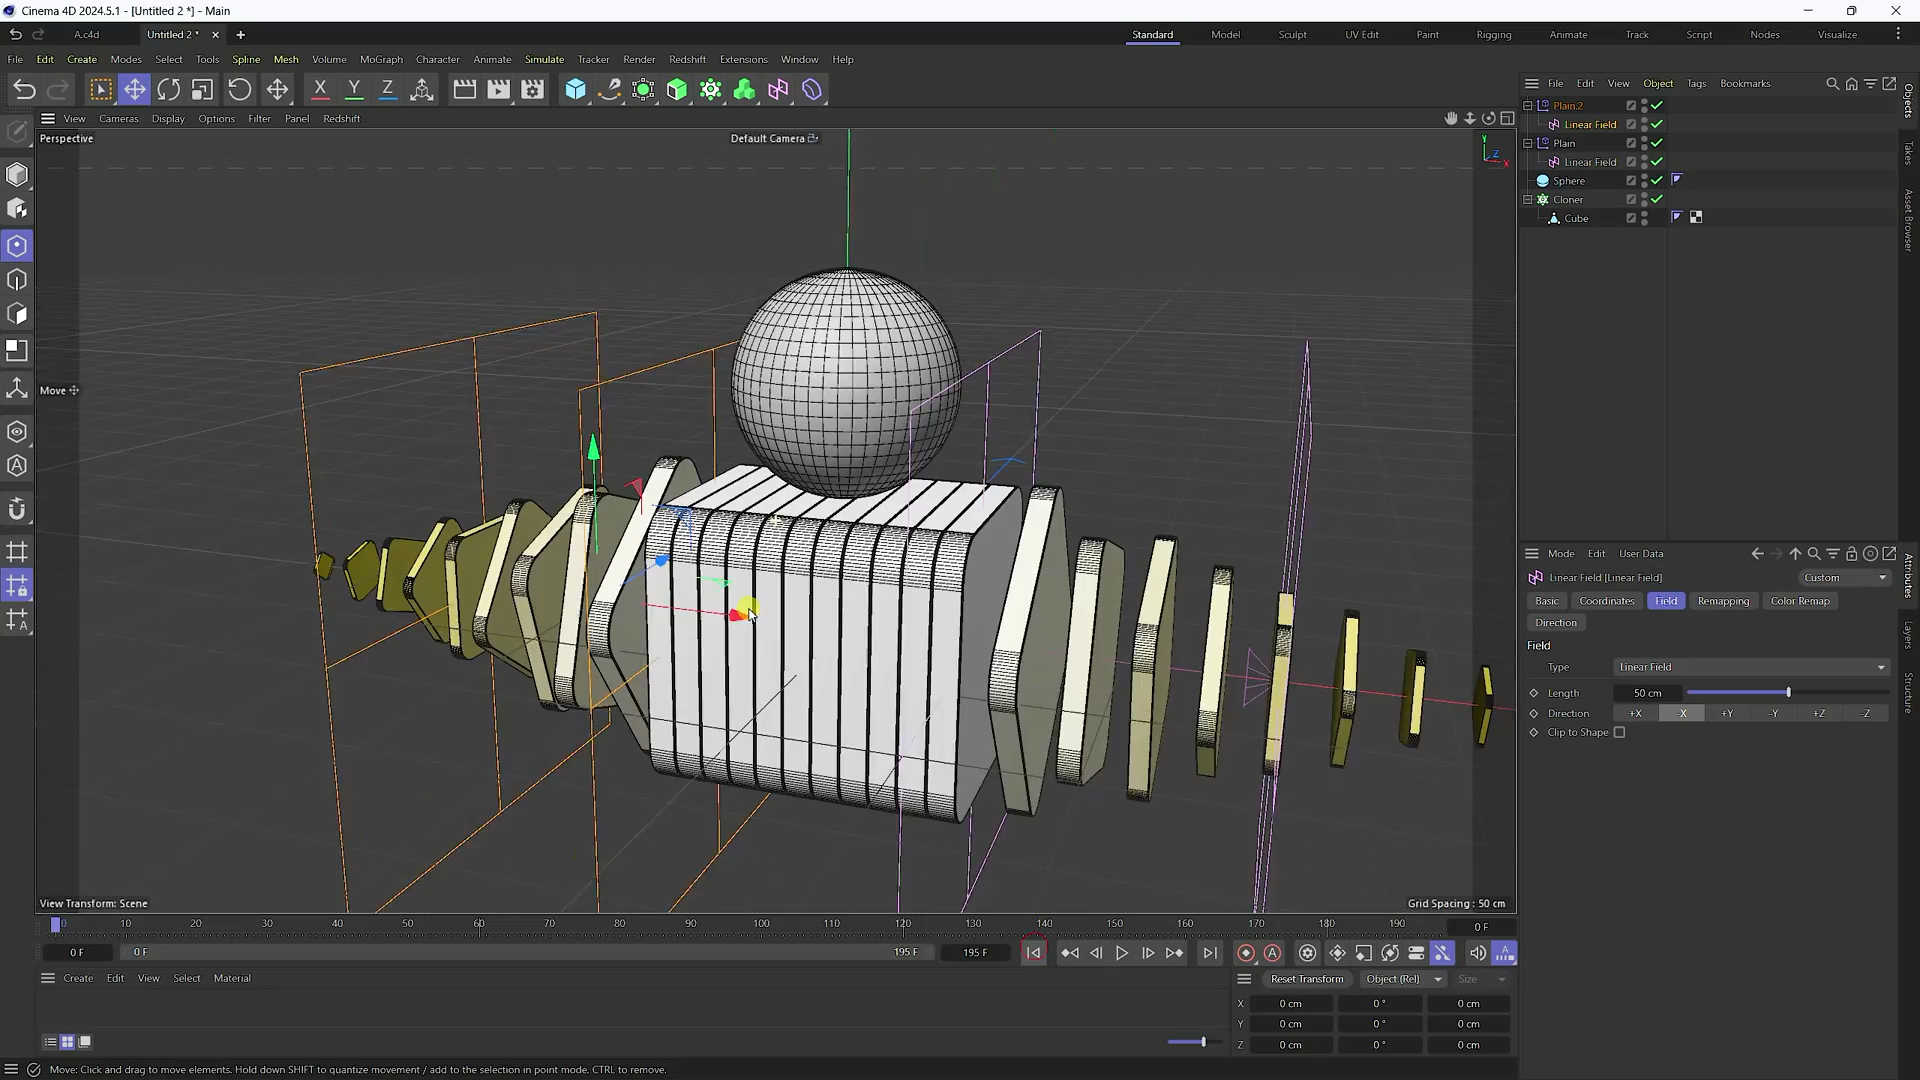 Cinema 4D 2024.5.1 - [Untitled 2 *] - Main
A.c4d
Untitled 2 *
Standard
Model
Sculpt
UV Edit
Paint
Rigging
Animate
Track
Script
Nodes
Visualize
File
Edit
Create
Modes
Select
Tools
Spline
Mesh
Volume
MoGraph
Character
Animate
Simulate
Tracker
Render
Redshift
Extensions
Window
Help
X
Y
Z
File
Edit
View
Object
Tags
Bookmarks
View
Cameras
Display
Options
Filter
Panel
Redshift
Perspective
Default Camera
Y
Z
X
Move
Plain.2
Linear Field
Plain
Linear Field
Sphere
Cloner
Cube
Objects
Takes
Asset Browser
Attributes
Layers
Structure
Mode
Edit
User Data
Linear Field [Linear Field]
Custom
Basic
Coordinates
Field
Remapping
Color Remap
Direction
Field
Type
Linear Field
Length
50 cm
Direction
+X
-X
+Y
-Y
+Z
-Z
Clip to Shape
View Transform: Scene
Grid Spacing : 50 cm
0
10
20
30
40
50
60
70
80
90
100
110
120
130
140
150
160
170
180
190
0 F
0 F
0 F
195 F
195 F
Create
Edit
View
Select
Material
Reset Transform
Object (Rel)
Size
X
0 cm
0 °
0 cm
Y
0 cm
0 °
0 cm
Z
0 cm
0 °
0 cm
Move: Click and drag to move elements. Hold down SHIFT to quantize movement / add to the selection in point mode. CTRL to remove.